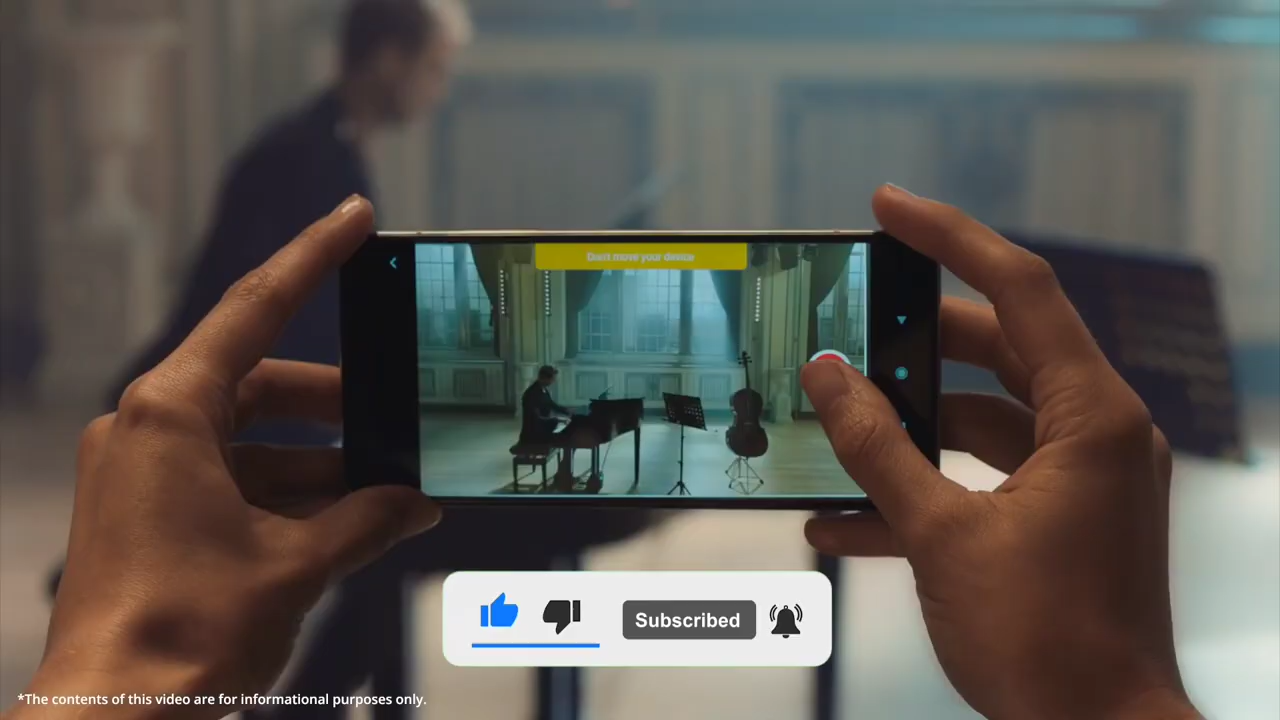 Don't move your device
Subscribed
*The contents of this video are for informational purposes only.